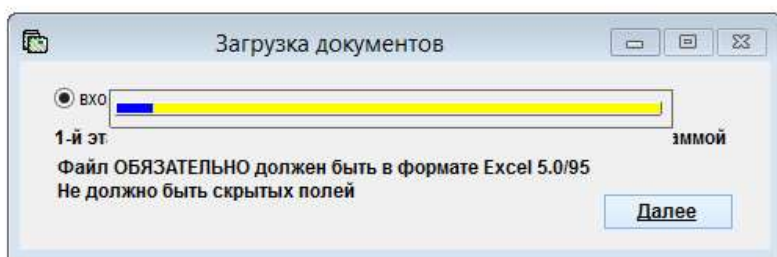 Загрузка документов
вхо
1-й эт
аммой
Файл ОБЯЗАТЕЛЬНО должен быть в формате Excel 5.0/95
Не должно быть скрытых полей
Далее